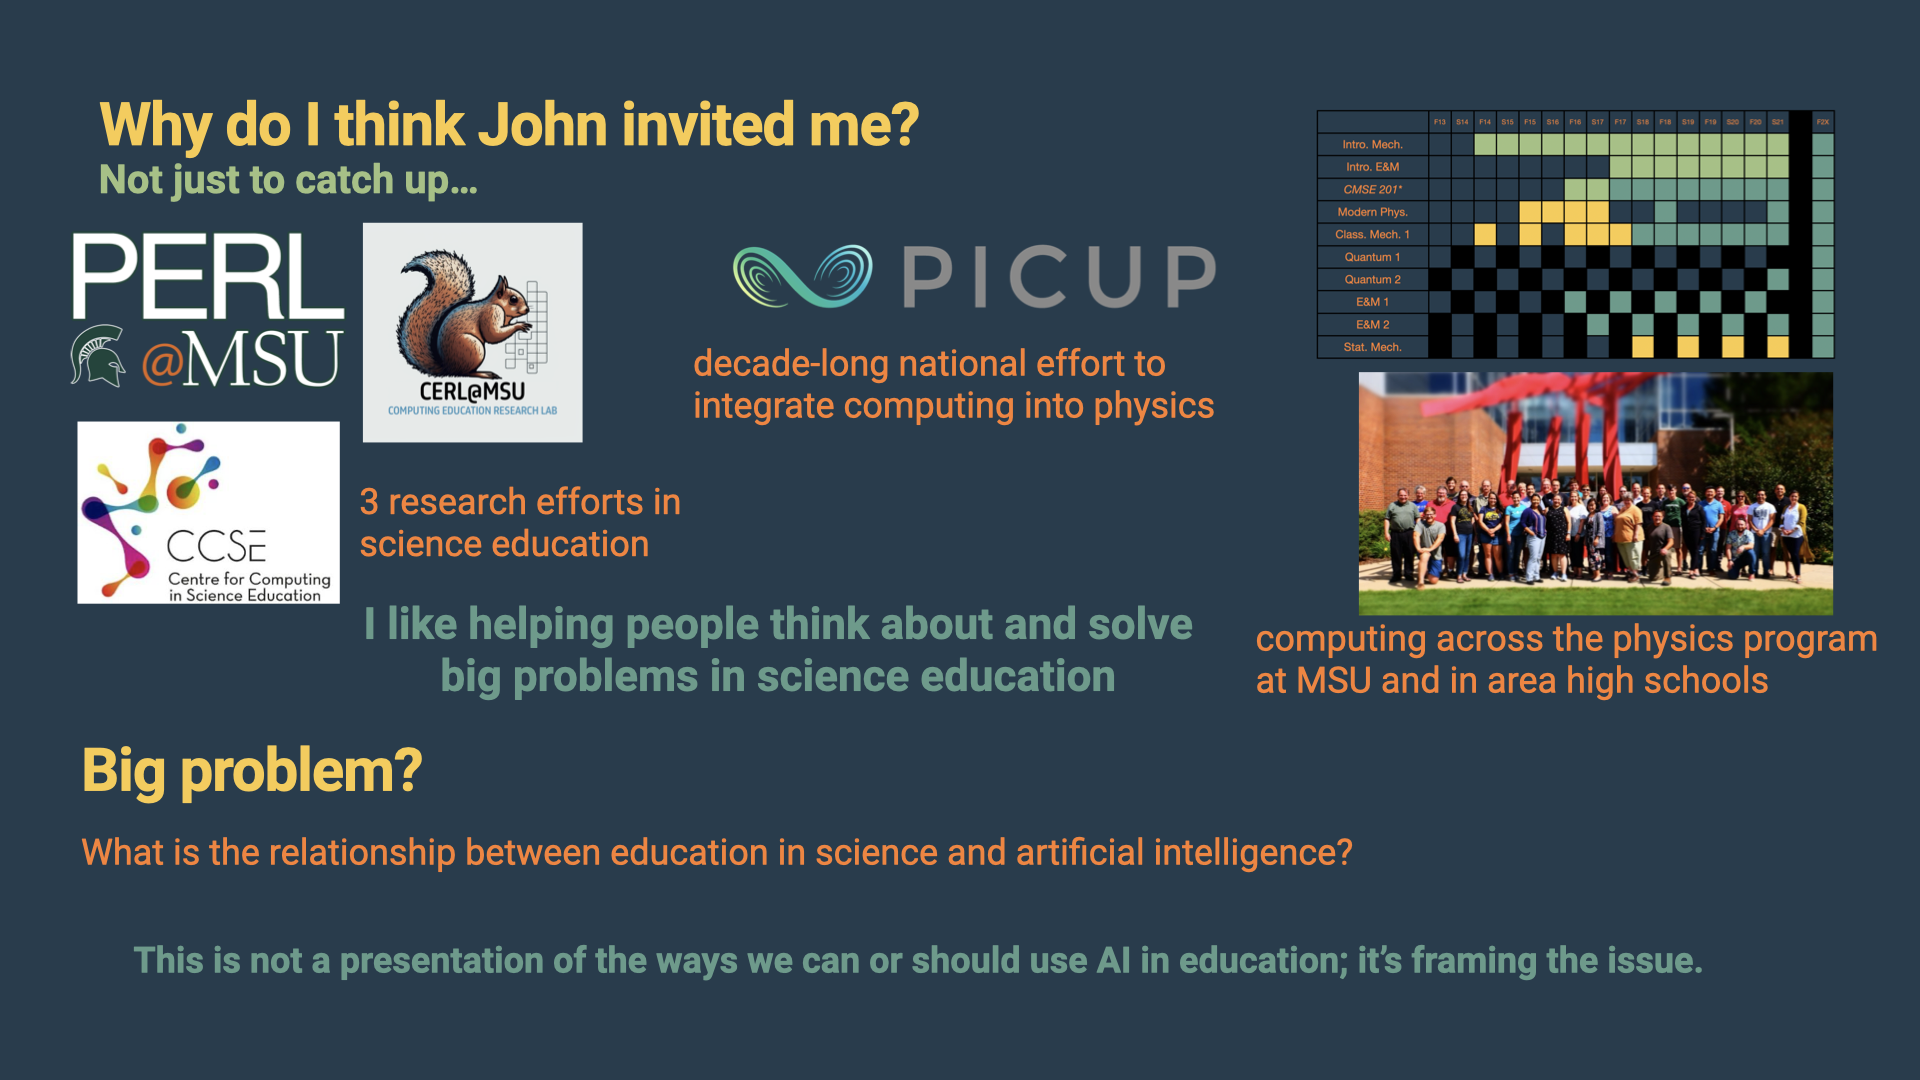 Why do I think John invited me?
Not just to catch up...
PERL
@MSU
CERL@MSU
COMPUTING EDUCATION RESEARCH LAB
CCSE
Centre for Computing
in Science Education
3 research efforts in
science education
PICUP
decade-long national effort to
integrate computing into physics
F13 S14 F14 S15 F15 S16 F16 S17 F17 S18 F18 S19 F19 S20 F20 S21 F2X
Intro. Mech.
Intro. E&M
CMSE 201*
Modern Phys.
Class. Mech. 1
Quantum 1
Quantum 2
E&M 1
E&M 2
Stat. Mech.
computing across the physics program
at MSU and in area high schools
I like helping people think about and solve
big problems in science education
Big problem?
What is the relationship between education in science and artificial intelligence?
This is not a presentation of the ways we can or should use AI in education; it’s framing the issue.